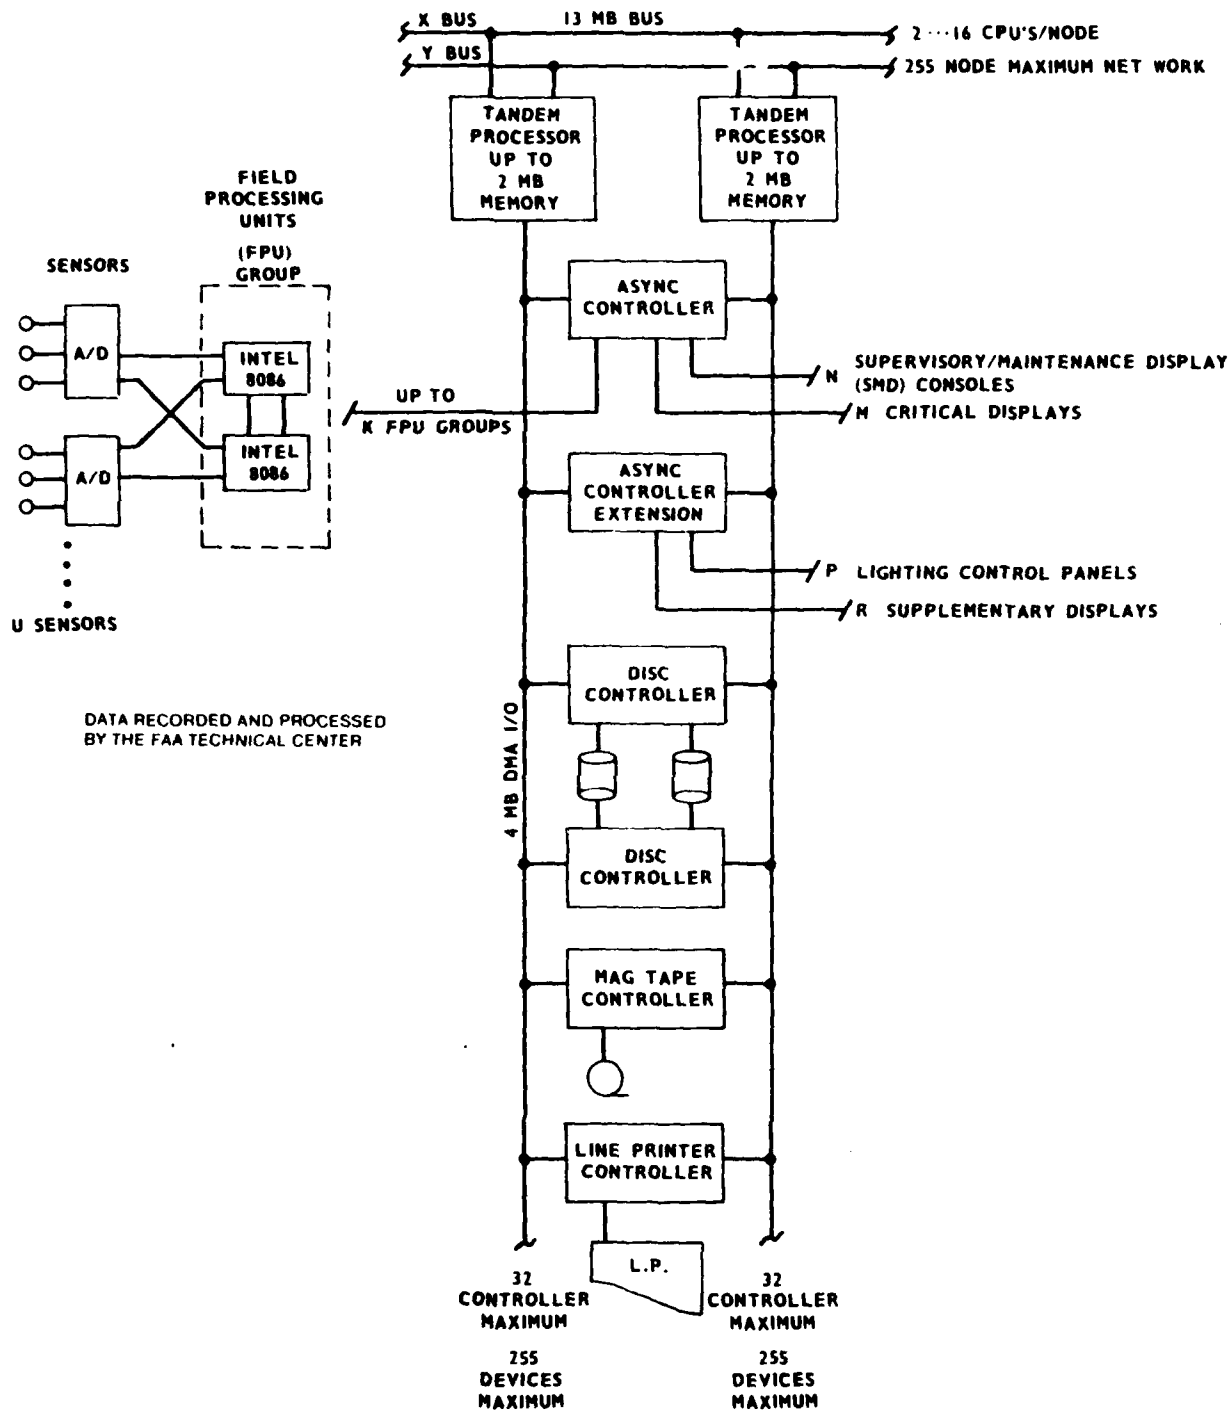 X BUS
13 MB BUS
2 ··· 16 CPU'S/NODE
Y BUS
255 NODE MAXIMUM NET WORK
TANDEM
PROCESSOR
UP TO
2 MB
MEMORY
TANDEM
PROCESSOR
UP TO
2 MB
MEMORY
FIELD
PROCESSING
UNITS
(FPU)
GROUP
SENSORS
A/D
INTEL
8086
A/D
INTEL
8086
U SENSORS
ASYNC
CONTROLLER
UP TO
K FPU GROUPS
N SUPERVISORY/MAINTENANCE DISPLAY
(SMD) CONSOLES
M CRITICAL DISPLAYS
ASYNC
CONTROLLER
EXTENSION
P LIGHTING CONTROL PANELS
R SUPPLEMENTARY DISPLAYS
DATA RECORDED AND PROCESSED
BY THE FAA TECHNICAL CENTER
4 MB DMA I/O
DISC
CONTROLLER
DISC
CONTROLLER
MAG TAPE
CONTROLLER
LINE PRINTER
CONTROLLER
L.P.
32
CONTROLLER
MAXIMUM
255
DEVICES
MAXIMUM
32
CONTROLLER
MAXIMUM
255
DEVICES
MAXIMUM